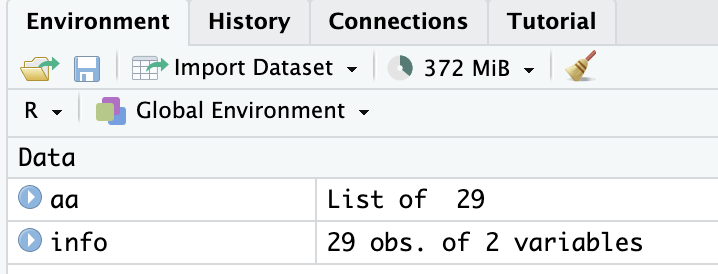 Environment History Connections Tutorial
Import Dataset 372 MiB
R Global Environment
Data
aa List of  29
info 29 obs. of 2 variables